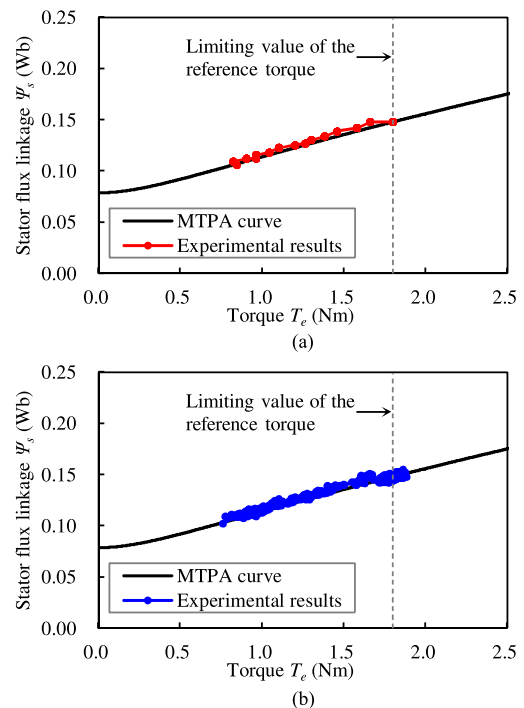 (a)
0.25
0.20
0.15
0.10
0.05
0.00
Stator flux linkage Ψs (Wb)
Limiting value of the
reference torque
MTPA curve
Experimental results
0.0 0.5 1.0 1.5 2.0 2.5
Torque Te (Nm)
(a)
0.25
0.20
0.15
0.10
0.05
0.00
Stator flux linkage Ψs (Wb)
Limiting value of the
reference torque
MTPA curve
Experimental results
0.0 0.5 1.0 1.5 2.0 2.5
Torque Te (Nm)
(b)